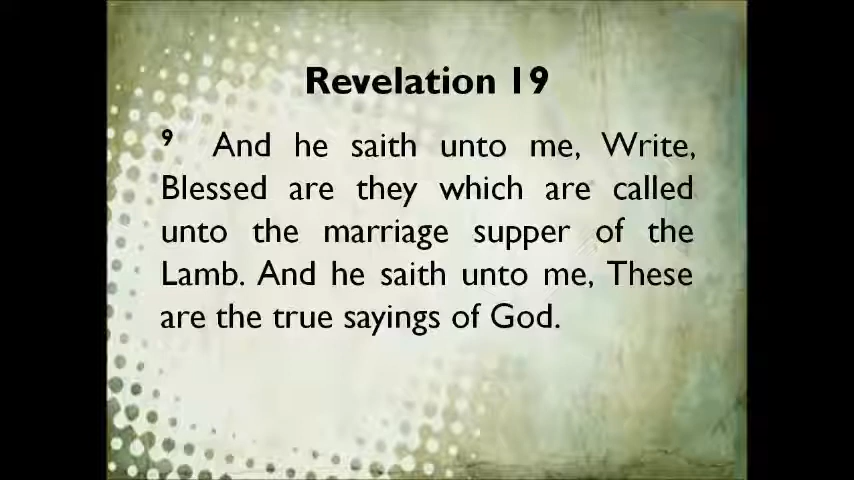 Revelation 19
9 And he saith unto me, Write,
Blessed are they which are called
unto the marriage supper of the
Lamb. And he saith unto me, These
are the true sayings of God.